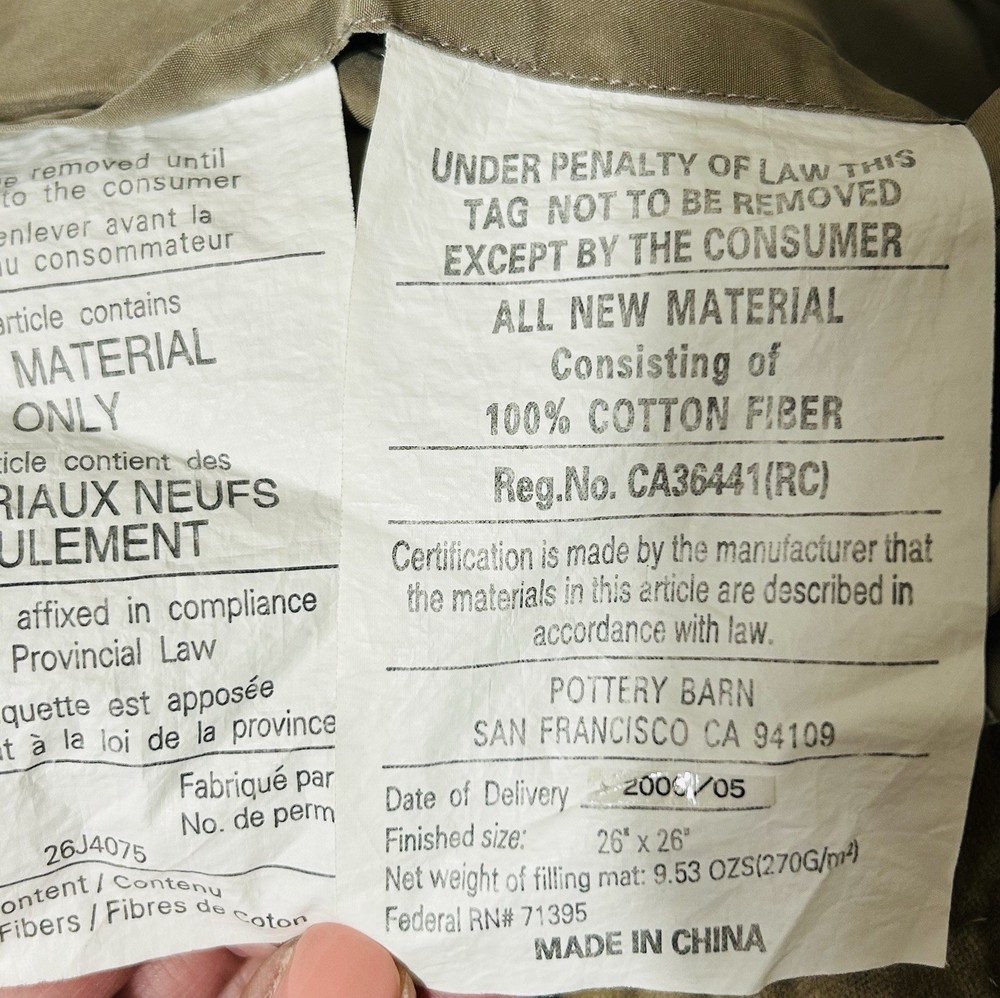 removed until
to the consumer
enlever avant la
consommateur
article contains
MATERIAL
ONLY
contient des
NEUFS
affixed in compliance
Provincial Law
est apposée
à la loi de la province
Fabriqué par
No. de perm
26J4075
/ Contenu
Fibers / Fibres de Coton
UNDER PENALTY OF LAW THIS
TAG NOT TO BE REMOVED
EXCEPT BY THE CONSUMER
ALL NEW MATERIAL
Consisting of
100% COTTON FIBER
Reg.No. CA36441(RC)
Certification is made by the manufacturer that
the materials in this article are described in
accordance with law.
POTTERY BARN
SAN FRANCISCO CA 94109
Date of Delivery
Finished size: 26" x 26"
Net weight of filling mat: 9.53 OZS(270G/m²)
Federal RN# 71395
MADE IN CHINA